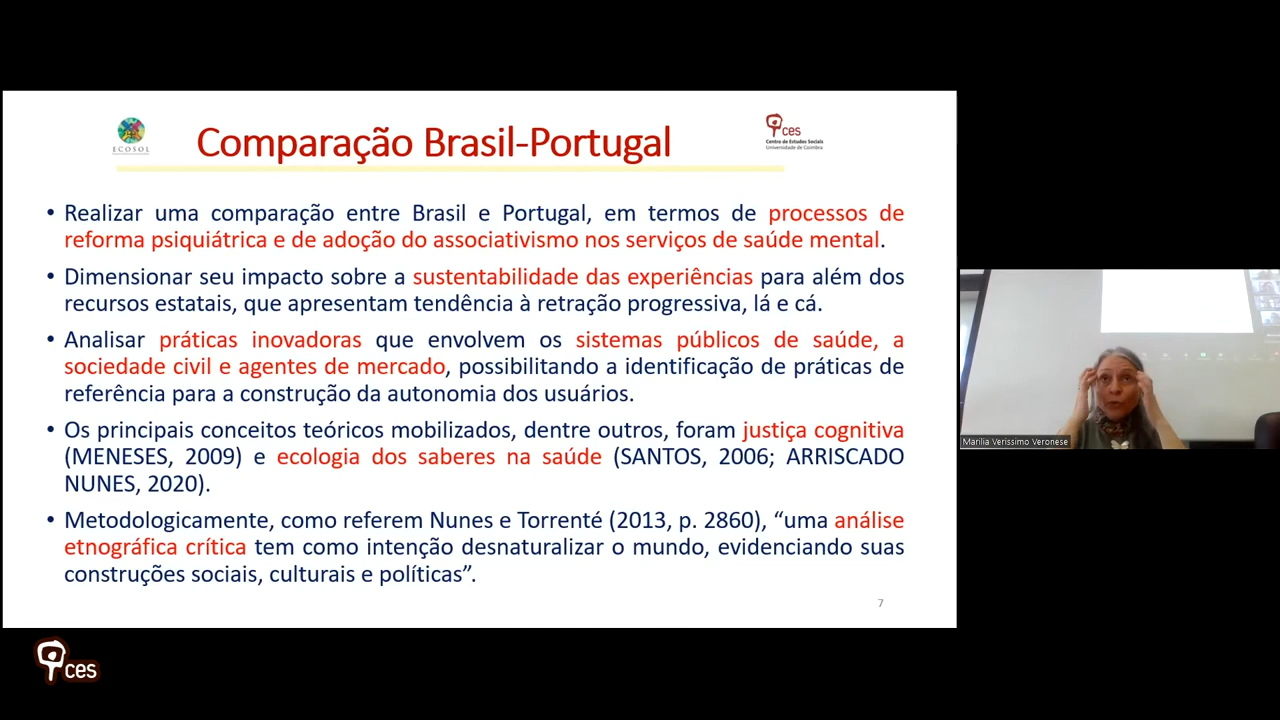 ECOSOL
Comparação Brasil-Portugal
ces
Centro de Estudos Sociais
Universidade de Coimbra
• Realizar uma comparação entre Brasil e Portugal, em termos de processos de
reforma psiquiátrica e de adoção do associativismo nos serviços de saúde mental.
• Dimensionar seu impacto sobre a sustentabilidade das experiências para além dos
recursos estatais, que apresentam tendência à retração progressiva, lá e cá.
• Analisar práticas inovadoras que envolvem os sistemas públicos de saúde, a
sociedade civil e agentes de mercado, possibilitando a identificação de práticas de
referência para a construção da autonomia dos usuários.
• Os principais conceitos teóricos mobilizados, dentre outros, foram justiça cognitiva
(MENESES, 2009) e ecologia dos saberes na saúde (SANTOS, 2006; ARRISCADO
NUNES, 2020).
• Metodologicamente, como referem Nunes e Torrenté (2013, p. 2860), “uma análise
etnográfica crítica tem como intenção desnaturalizar o mundo, evidenciando suas
construções sociais, culturais e políticas”.
7
Marilia Verissimo Veronese
ces